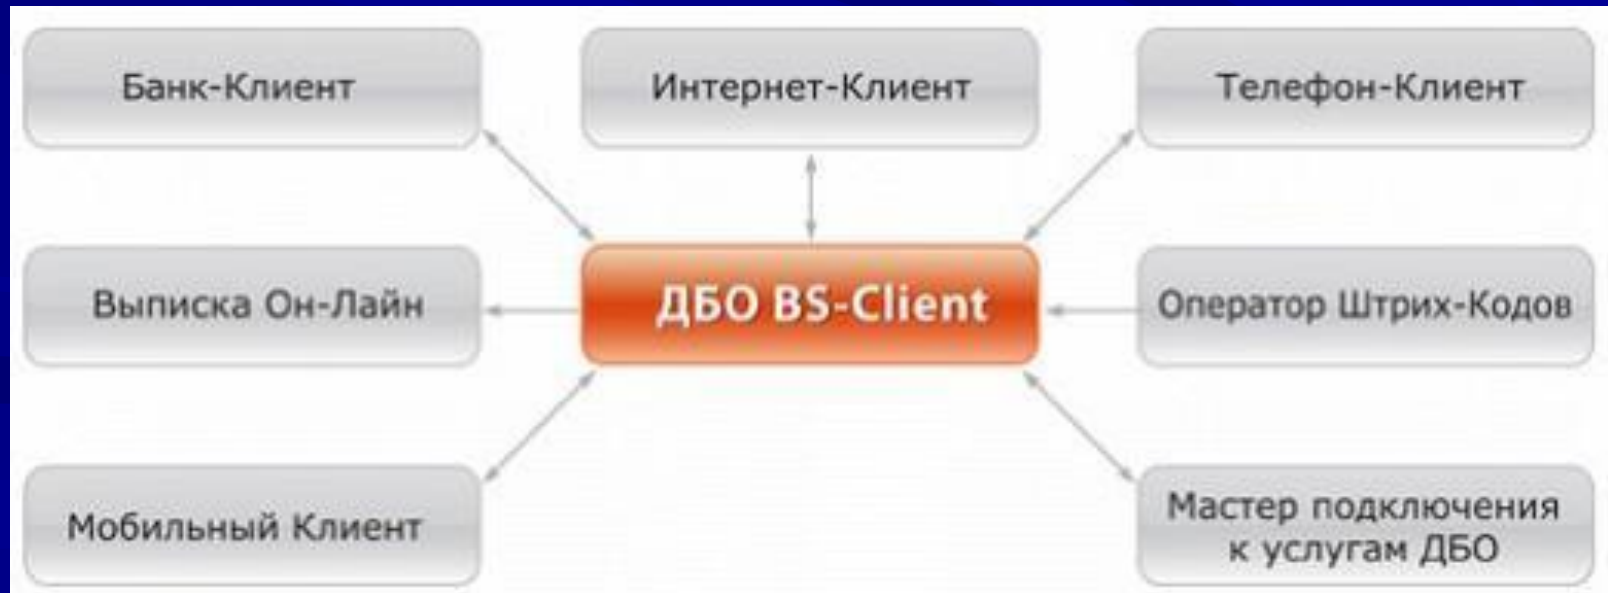 Банк-Клиент
Интернет-Клиент
Телефон-Клиент
Выписка Он-Лайн
ДБО BS-Client
Оператор Штрих-Кодов
Мобильный Клиент
Мастер подключения
к услугам ДБО